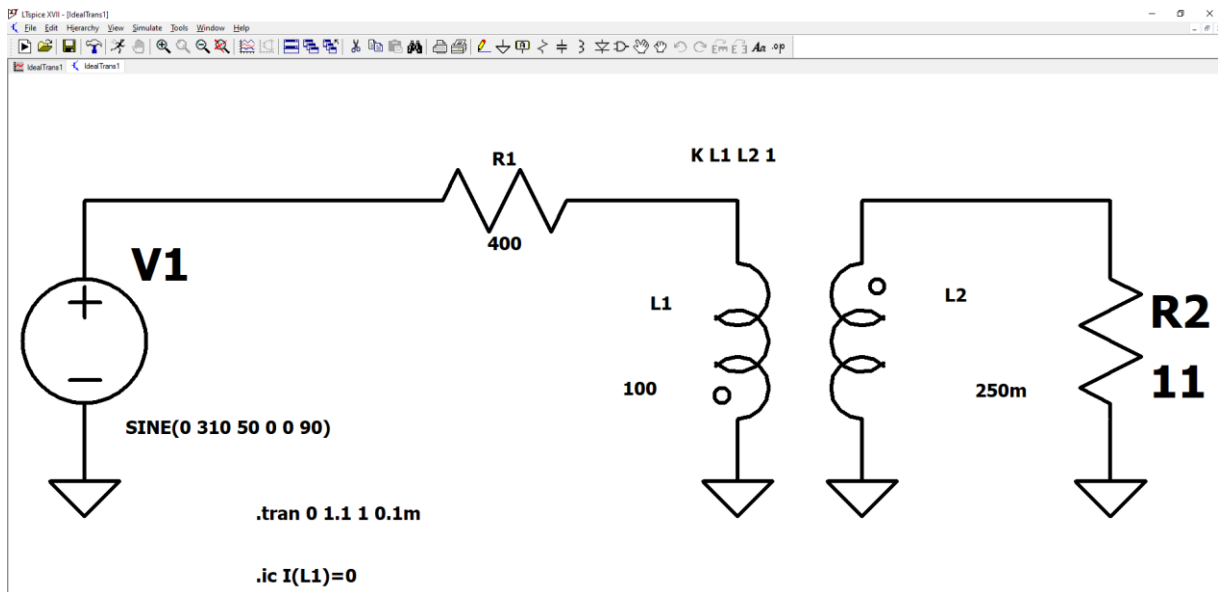 LTspice XVII - [IdealTrans1]
File Edit Hierarchy View Simulate Tools Window Help
Aa .op
IdealTrans1 IdealTrans1
R1
K L1 L2 1
400
V1
L1
L2
R2
100
250m
11
SINE(0 310 50 0 0 90)
.tran 0 1.1 1 0.1m
.ic I(L1)=0